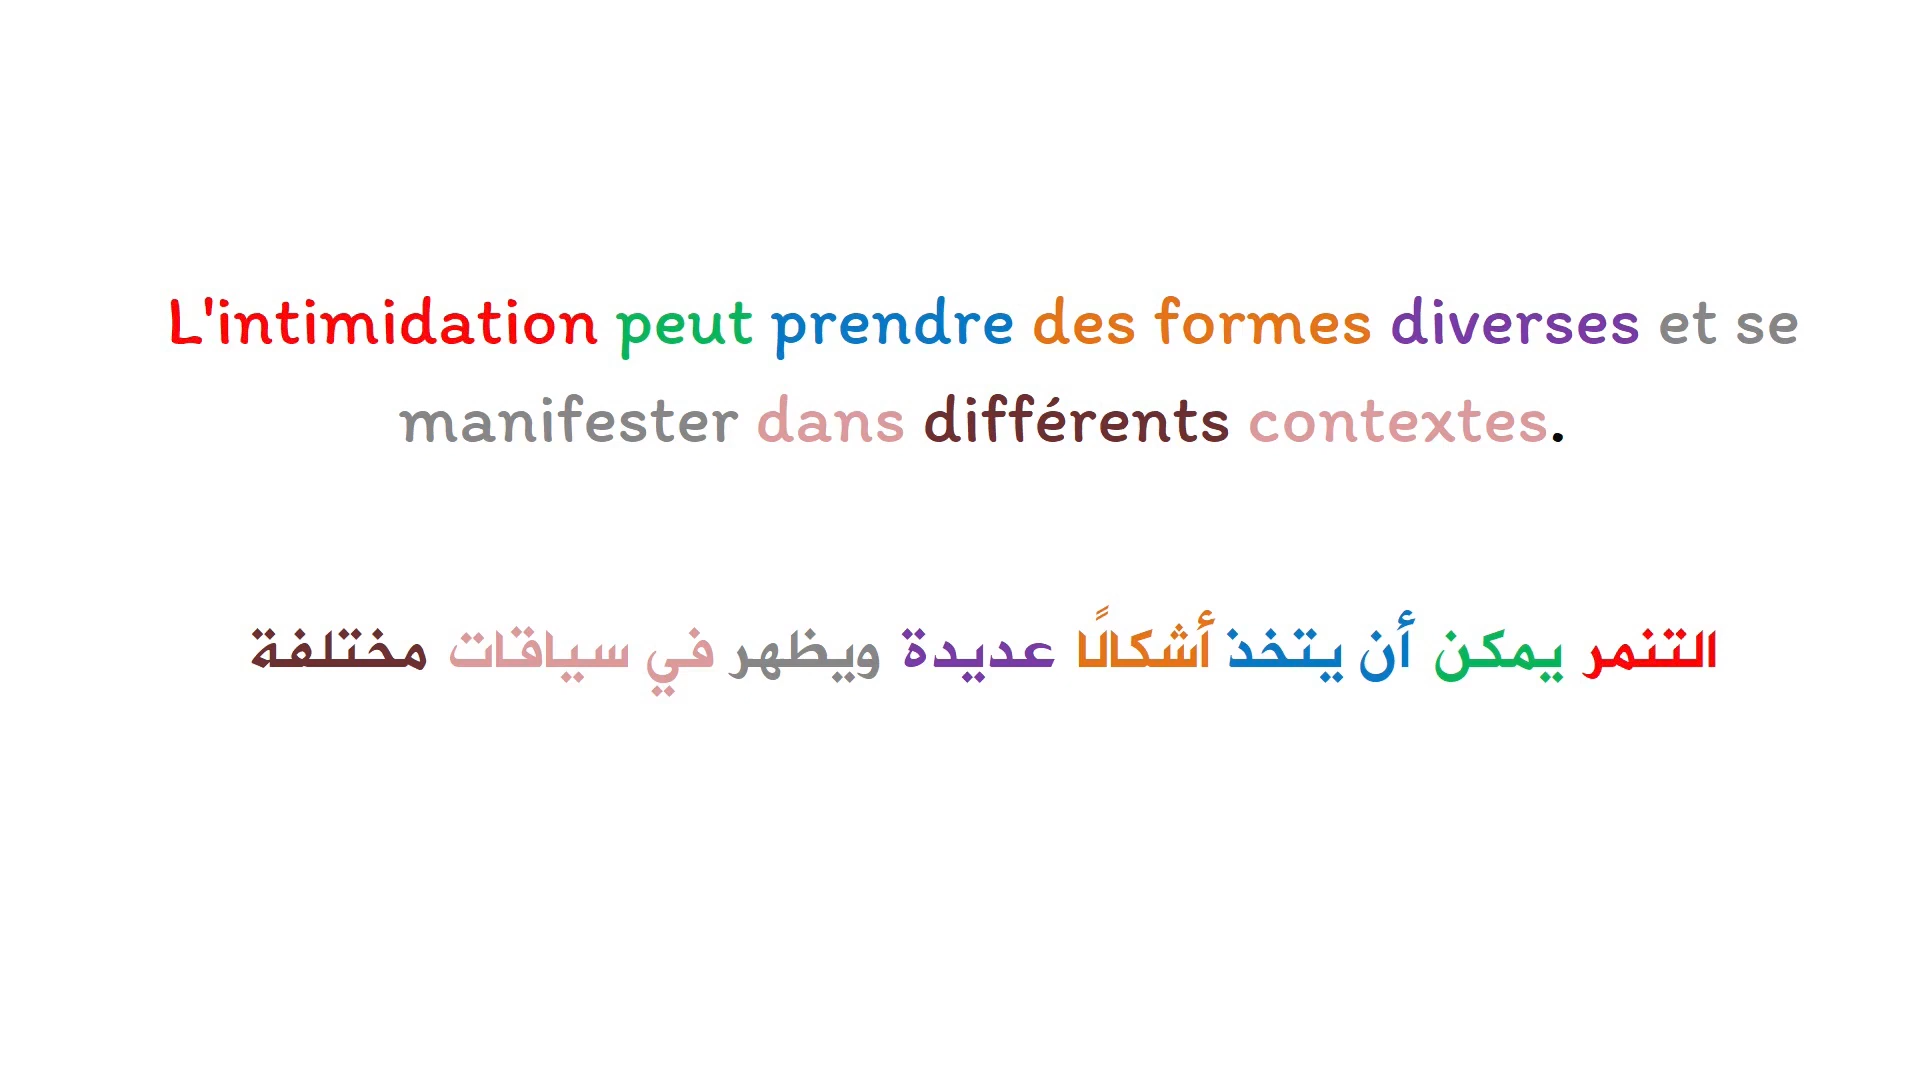 L'intimidation peut prendre des formes diverses et se
manifester dans différents contextes.
التنمر يمكن أن يتخذ أشكالًا عديدة ويظهر في سياقات مختلفة